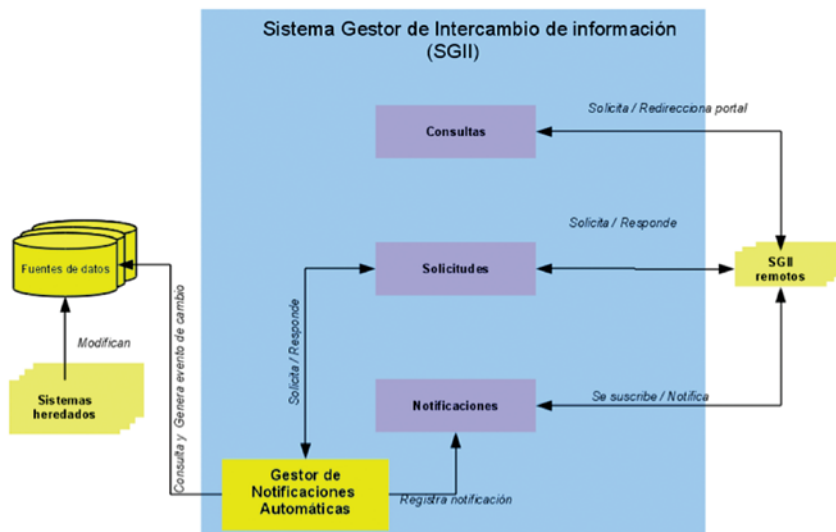 Sistema Gestor de Intercambio de información
(SGII)
Solicita / Redirecciona portal
Consultas
Solicita / Responde
Fuentes de datos
Solicitudes
SGII
remotos
Modifican
Consulta y Genera evento de cambio
Solicita / Responde
Sistemas
heredados
Notificaciones
Se suscribe / Notifica
Gestor de
Notificaciones
Automáticas
Registra notificación